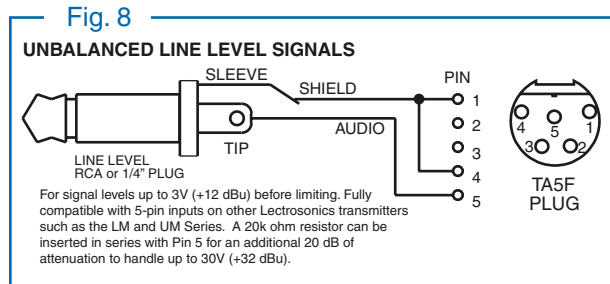 Fig. 8
UNBALANCED LINE LEVEL SIGNALS
SLEEVE
SHIELD
PIN
1
2
3
4
5
AUDIO
TIP
LINE LEVEL
RCA or 1/4" PLUG
4
5
1
3
2
TA5F
PLUG
For signal levels up to 3V (+12 dBu) before limiting. Fully
compatible with 5-pin inputs on other Lectrosonics transmitters
such as the LM and UM Series. A 20k ohm resistor can be
inserted in series with Pin 5 for an additional 20 dB of
attenuation to handle up to 30V (+32 dBu).